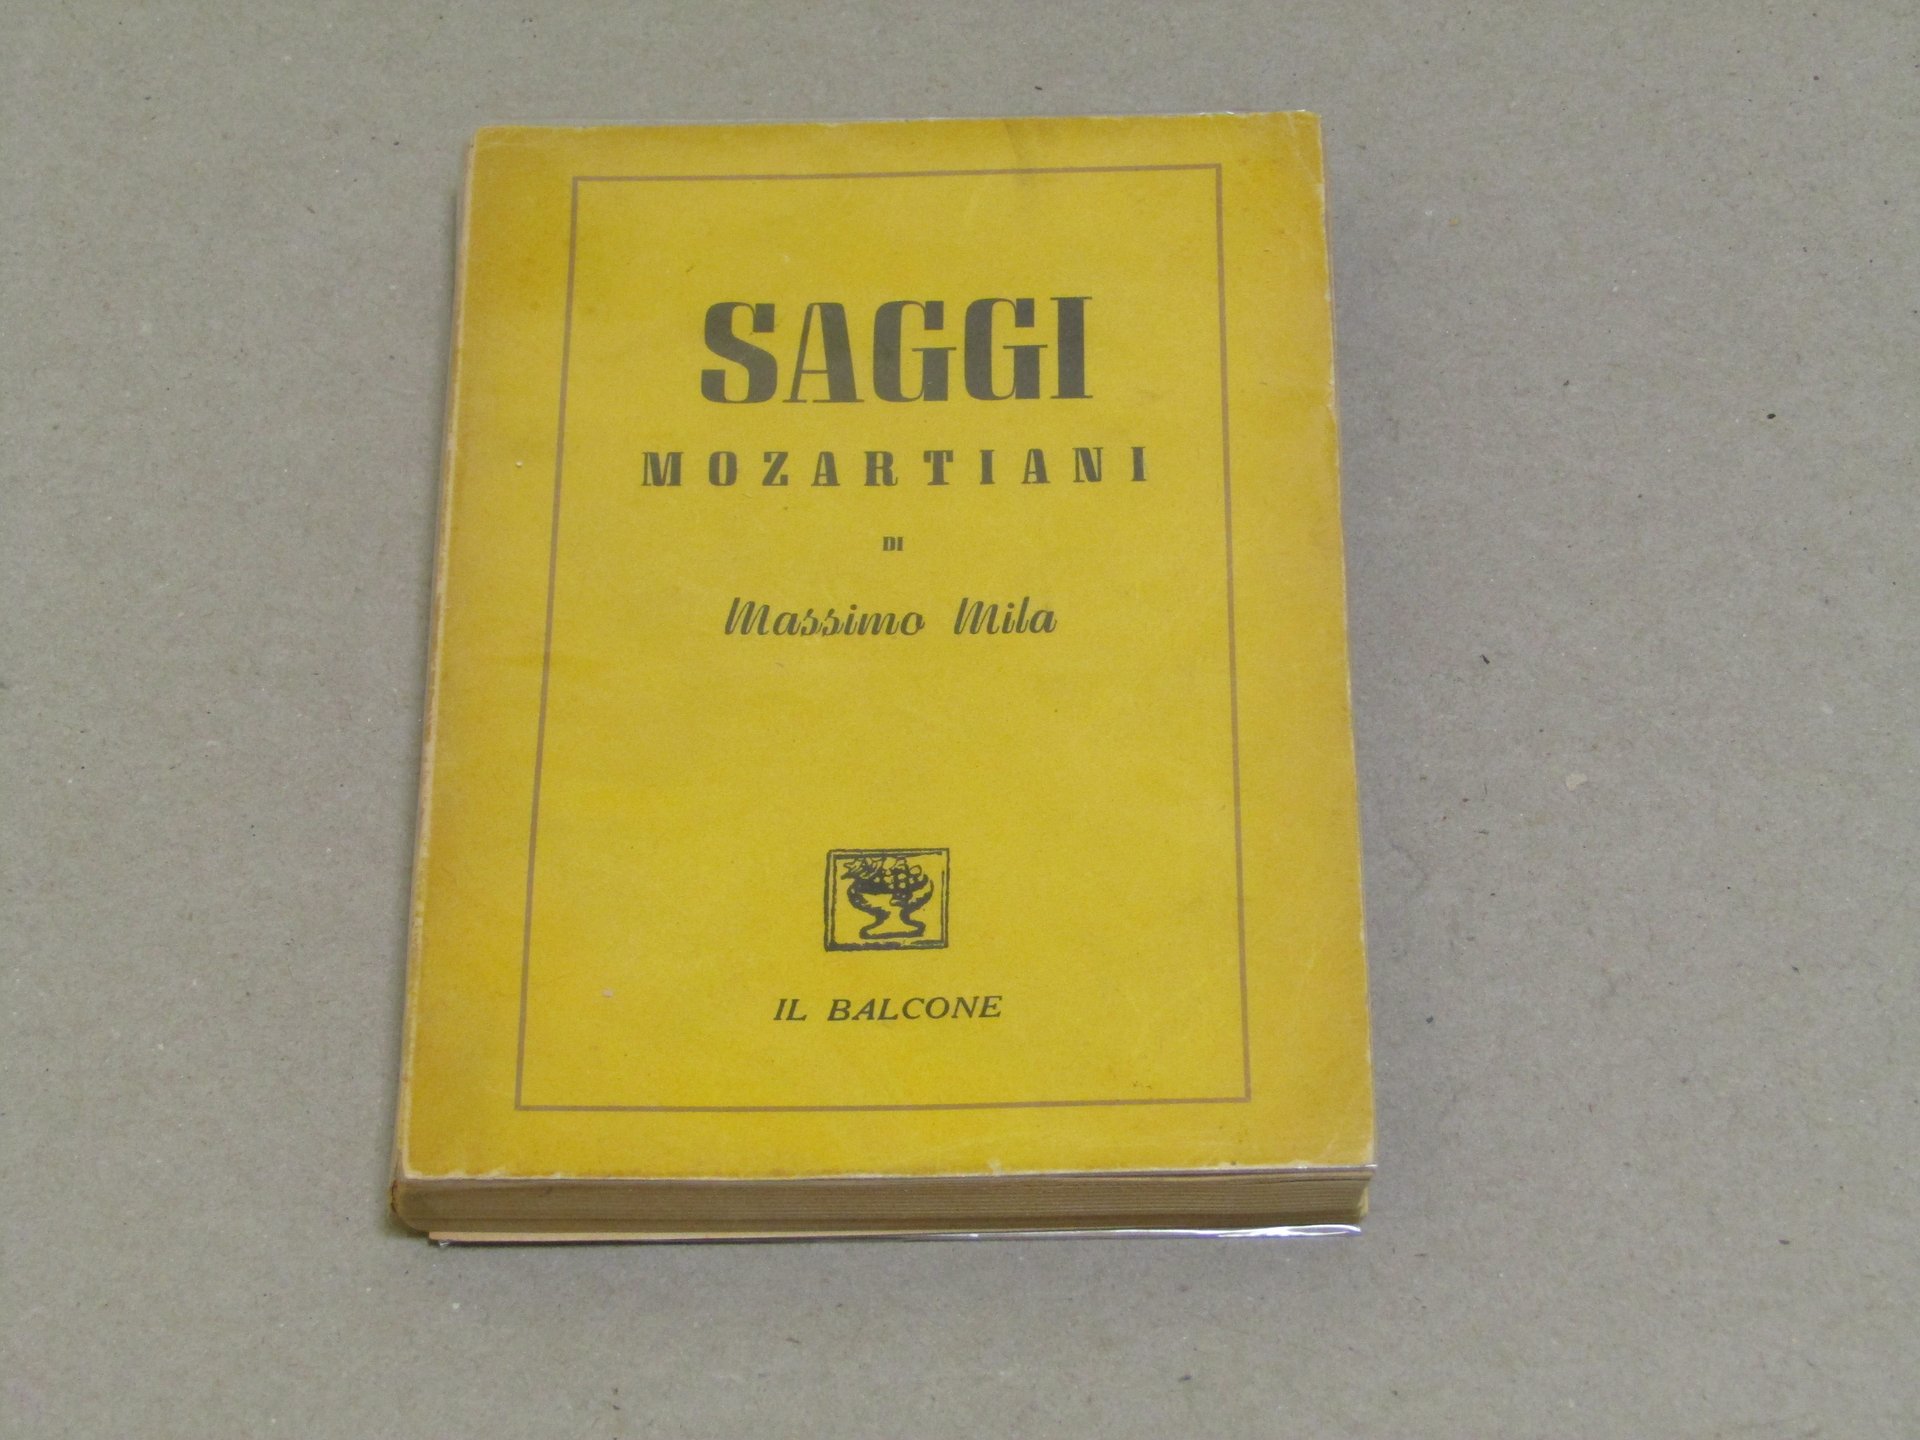 SAGGI
MOZARTIANI
DI
Massimo Mila
IL BALCONE